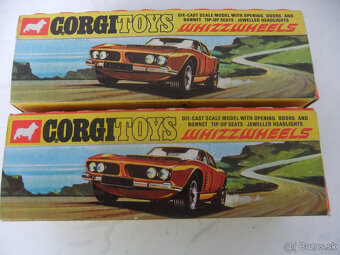 CORGI TOYS
DIE-CAST SCALE MODEL WITH OPENING DOORS AND
BONNET TIP-UP SEATS · JEWELLED HEADLIGHTS
WHIZZWHEELS
CORGI TOYS
DIE-CAST SCALE MODEL WITH OPENING DOORS AND
BONNET · TIP-UP SEATS · JEWELLED HEADLIGHTS
WHIZZWHEELS
bazos.sk